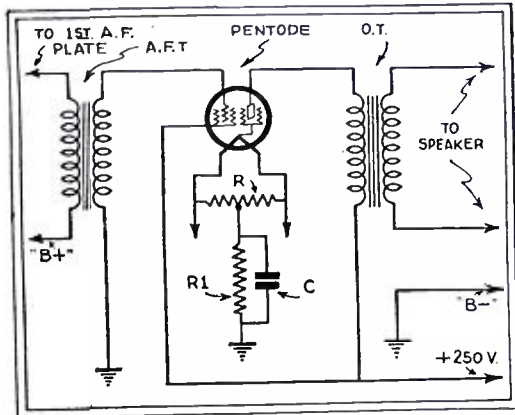 TO 1ST. A.F.
PLATE
A.F.T
PENTODE
O.T.
TO
SPEAKER
R
"B+"
R1
C
"B-"
+250 V.